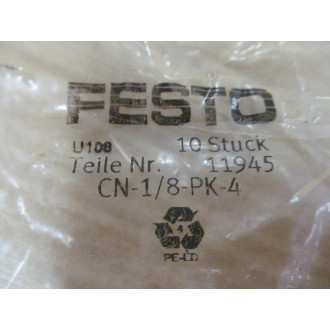 FESTO
U108 10 Stuck
Teile Nr. 11945
CN-1/8-PK-4
4
PE-LD